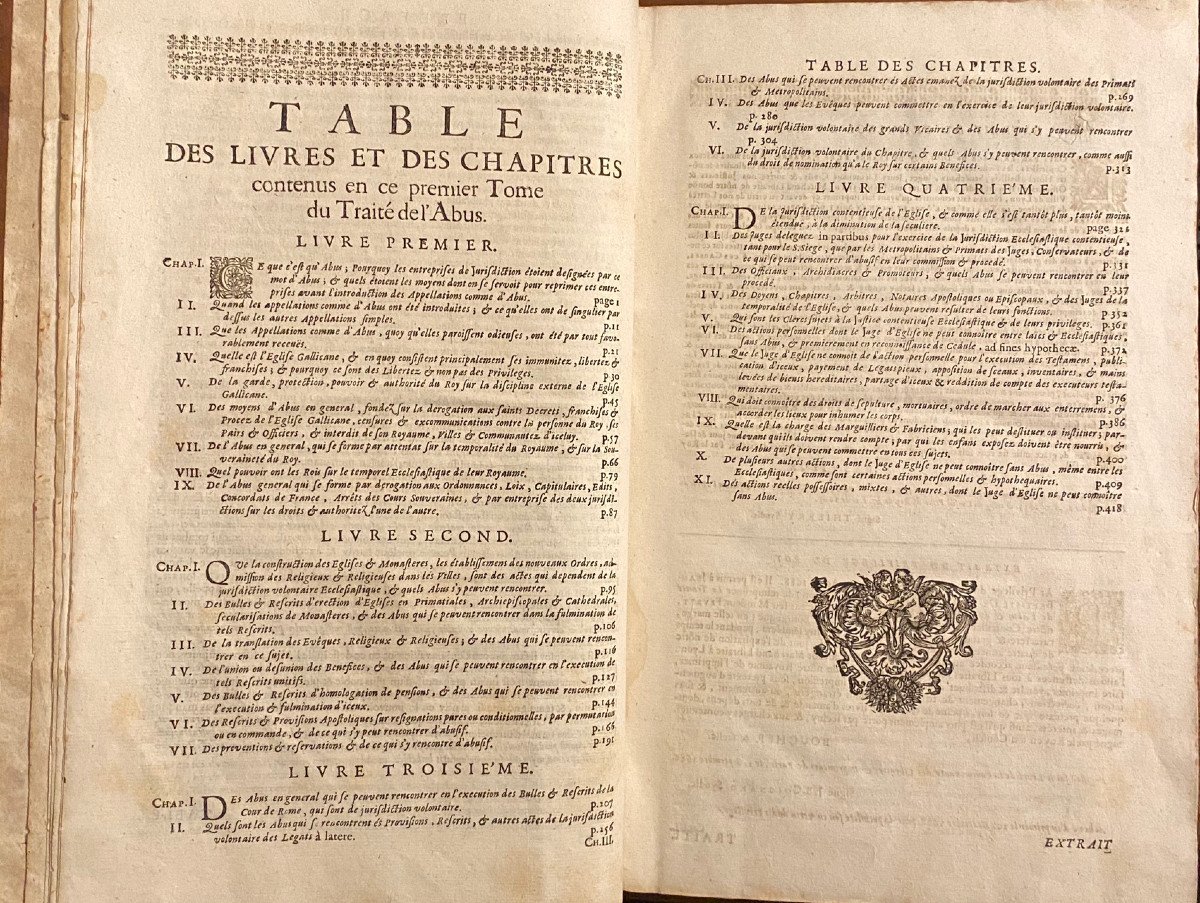 TABLE
DES LIVRES ET DES CHAPITRES
contenus en ce premier Tome
du Traité del'Abus.
LIVRE PREMIER.
CHAP. I. CE que c'est qu'Abus ; Pourquoy les entreprises de Jurisdiction étoient designées par ce
mot d'Abus ; & quels étoient les moyens dont on se servoit pour reprimer ces entre-
prises avant l'introduction des Appellations comme d'Abus. page 1
II. Quand les appellations comme d'Abus ont été introduites ; & ce qu'elles ont de singulier par
dessus les autres Appellations simples. p.11
III. Que les Appellations comme d'Abus, quoy qu'elles paroissent odieuses, ont été par tout favo-
rablement receuës. p.21
IV. Quelle est l'Eglise Gallicane, & en quoy consistent principalement ses immunitez, libertez &
franchises ; & pourquoy ce sont des Libertez & non pas des Privileges. p 30
V. De la garde, protection, pouvoir & authorité du Roy sur la discipline externe de l'Eglise
Gallicane. p.45
VI. Des moyens d'Abus en general, fondez sur la derogation aux saints Decrets, franchises &
Procez de l'Eglise Gallicane, censures & excommunications contre la personne du Roy, ses
Pairs & Officiers, & interdit de son Royaume, Villes & Communantez d'iceluy. p.57
VII. De l'Abus en general, qui se forme par attentas sur la temporalité du Royaume, & sur la Sou-
veraineté du Roy. p.66
VIII. Quel pouvoir ont les Rois sur le temporel Ecclesiastique de leur Royaume. p.79
IX. De l'Abus general qui se forme par derogation aux Ordonnances, Loix, Capitulaires, Edits,
Concordats de France, Arrêts des Cours Souveraines, & par entreprise des deux jurisdi-
ctions sur les droits & authoritez l'une de l'autre. p.87
LIVRE SECOND.
CHAP. I. QVe la construction des Eglises & Monasteres, les établissemens des nouveaux Ordres, ad-
mission des Religieux & Religieuses dans les Villes, sont des actes qui dependent de la
jurisdiction volontaire Ecclesiastique, & quels Abus s'y peuvent rencontrer. p.95
II. Des Bulles & Rescrits d'erection d'Eglises en Primatiales, Archiepiscopales & Cathedrales,
secularisations de Monasteres, & des Abus qui se peuvent rencontrer dans la fulmination de
tels Rescrits. p.106
III. De la translation des Evêques, Religieux & Religieuses ; & des Abus qui se peuvent rencon-
trer en ce sujet. p.116
IV. De l'union ou desunion des Benefices, & des Abus qui se peuvent rencontrer en l'execution de
tels Rescrits unitifs. p.127
V. Des Bulles & Rescrits d'homologation de pensions, & des Abus qui se peuvent rencontrer en
l'execution & fulmination d'iceux. p.144
VI. Des Rescrits & Provisions Apostoliques sur resignations pures ou conditionnelles, par permutation
ou en commande, & de ce qui s'y peut rencontrer d'abusif. p.166
VII. Des preventions & reservations & de ce qui s'y rencontre d'abusif. p.191
LIVRE TROISIE'ME.
CHAP. I. DEs Abus en general qui se peuvent rencontrer en l'execution des Bulles & Rescrits de la
Cour de Rome, qui sont de jurisdiction volontaire. p.207
II. Quels sont les Abus qui se rencontrent és Provisions, Rescrits, & autres actes de la jurisdiction
volontaire des Legats à latere. p.256
CH. III.
TABLE DES CHAPITRES.
CH. III. Des Abus qui se peuvent rencontrer és Actes emanez de la jurisdiction volontaire des Primats
& Metropolitains. p.269
IV. Des Abus que les Evêques peuvent commettre en l'exercice de leur jurisdiction volontaire.
p. 280
V. De la jurisdiction volontaire des grands Vicaires & des Abus qui s'y peuvent rencontrer
p. 304
VI. De la jurisdiction volontaire du Chapitre, & quels Abus s'y peuvent rencontrer, comme aussi
du droit de nomination qu'a le Roy sur certains Benefices. p.313
LIVRE QUATRIE'ME.
CHAP. I. DE la jurisdiction contentieuse de l'Eglise, & comme elle s'est tantôt plus, tantôt moins
étenduë, à la diminution de la seculiere. page 321
II. Des Juges deleguez in partibus pour l'exercice de la Jurisdiction Ecclesiastique contentieuse,
tant pour le S. Siege, que par les Metropolitains & Primats des Juges, Conservateurs, & de
ce qui se peut rencontrer d'abusif en leur commission & procedé. p.331
III. Des Officiaux, Archidiacres & Promoteurs, & quels Abus se peuvent rencontrer en leur
procedé. p.337
IV. Des Doyens, Chapitres, Arbitres, Notaires Apostoliques ou Episcopaux, & des Juges de la
temporalité de l'Eglise, & quels Abus peuvent resulter de leurs fonctions. p 352
V. Qui sont les Clercs sojets à la Justice contentieuse Ecclesiastique & de leurs privileges. p.361
VI. Des actions personnelles dont le Juge d'Eglise ne peut connoître entre laïcs & Ecclesiastiques,
sans Abus, & premierement en reconnoissance de Cedule, ad fines hypothecæ. p.372
VII. Que le Juge d'Eglise ne connoît de l'action personnelle pour l'execution des Testamens, publi-
cation d'iceux, payement de Legats pieux, apposition de sceaux, inventaires, & mains
levées de biens hereditaires, partage d'iceux & reddition de compte des executeurs testa-
mentaires. p. 376
VIII. Qui doit connoître des droits de sepulture, mortuaires, ordre de marcher aux enterremens, &
accorder les lieux pour inhumer les corps. p.386
IX. Quelle est la charge des Marguilliers & Fabriciens ; qui les peut destituer ou instituer ; par-
devant qui ils doivent rendre compte ; par qui les enfans exposez doivent être nourris ; &
des Abus qui se peuvent commettre en tous ces sujets. p.400
X. De plusieurs autres actions, dont le Juge d'Eglise ne peut connoître sans Abus, même entre les
Ecclesiastiques, comme sont certaines actions personnelles & hypothequaires. p.409
XI. Des actions reelles possessoires, mixtes, & autres, dont le Juge d'Eglise ne peut connoître
sans Abus. p.418
EXTRAIT